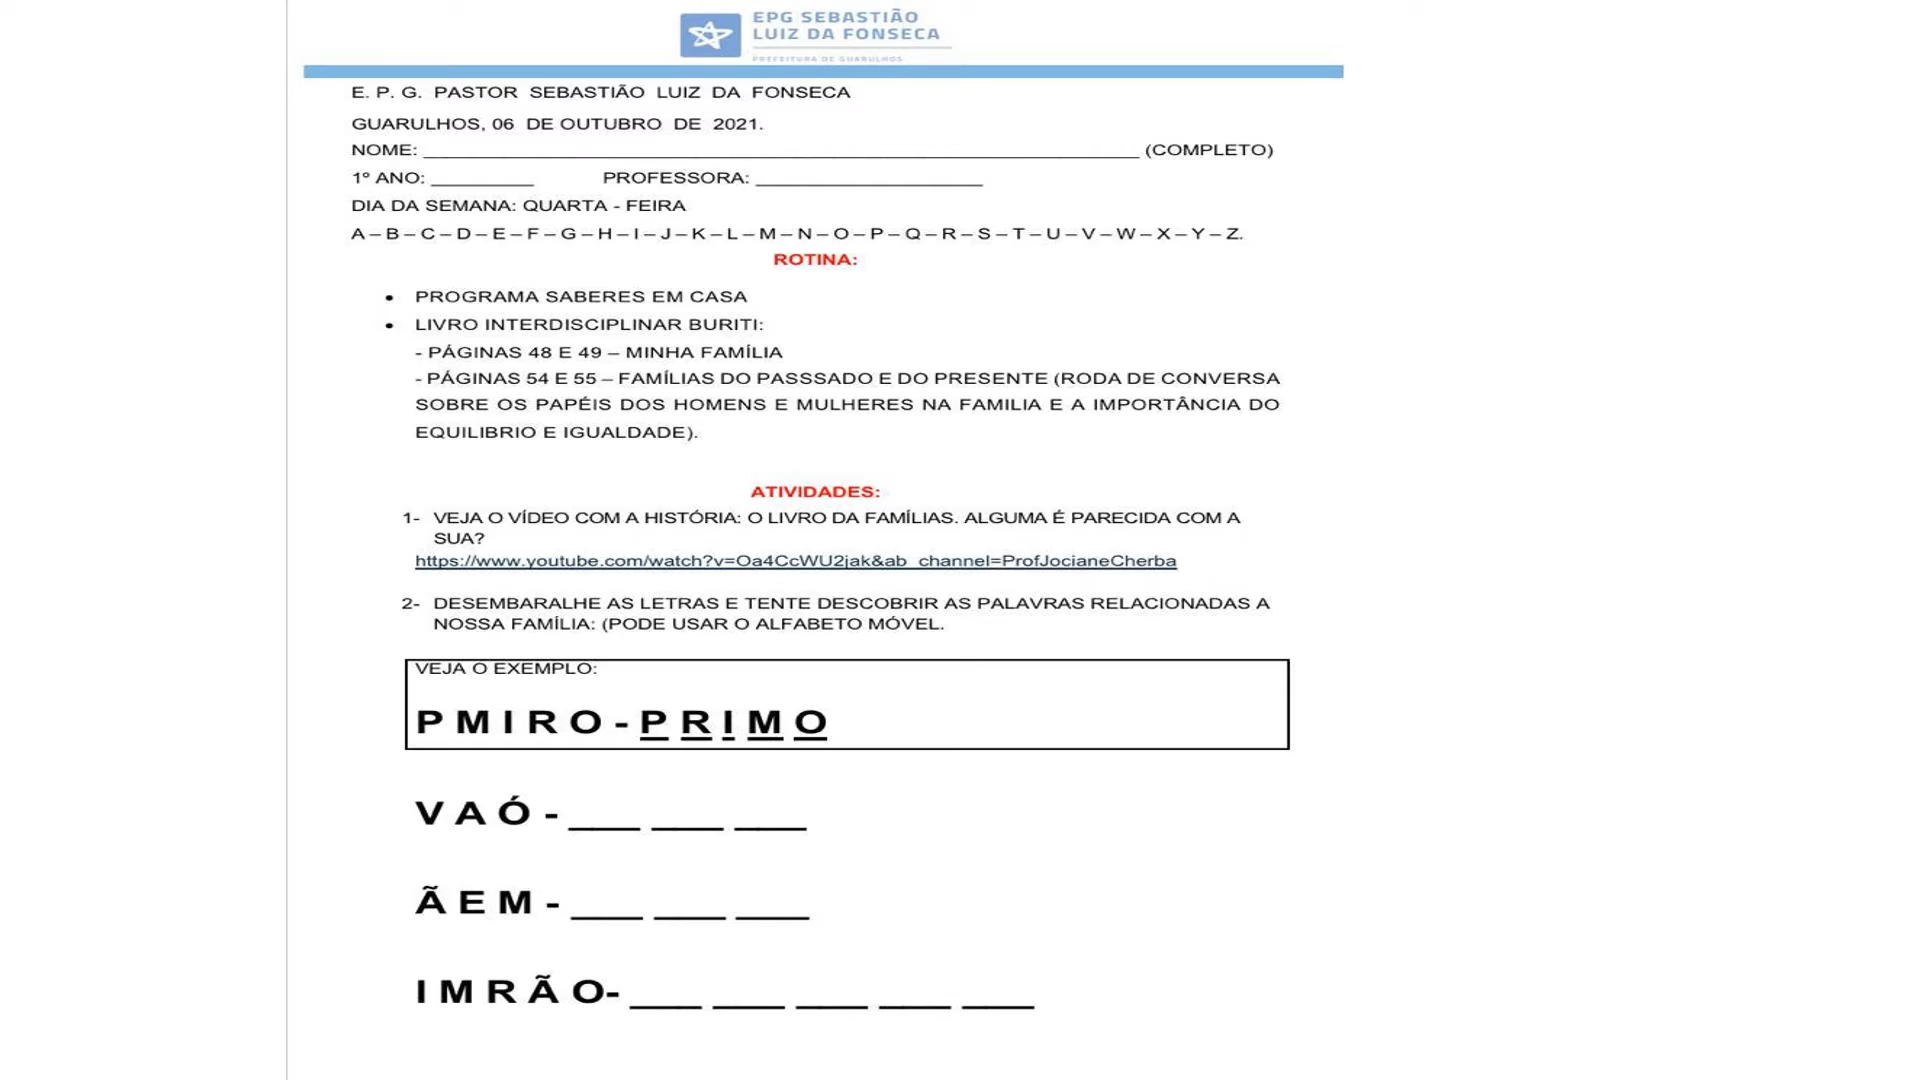 EPG SEBASTIÃO
LUIZ DA FONSECA
PREFEITURA DE GUARULHOS
E. P. G. PASTOR SEBASTIÃO LUIZ DA FONSECA
GUARULHOS, 06 DE OUTUBRO DE 2021.
NOME: ______________________ (COMPLETO)
1º ANO: _________ PROFESSORA: ____________________
DIA DA SEMANA: QUARTA - FEIRA
A – B – C – D – E – F – G – H – I – J – K – L – M – N – O – P – Q – R – S – T – U – V – W – X – Y – Z.
ROTINA:
• PROGRAMA SABERES EM CASA
• LIVRO INTERDISCIPLINAR BURITI:
- PÁGINAS 48 E 49 – MINHA FAMÍLIA
- PÁGINAS 54 E 55 – FAMÍLIAS DO PASSSADO E DO PRESENTE (RODA DE CONVERSA
SOBRE OS PAPÉIS DOS HOMENS E MULHERES NA FAMILIA E A IMPORTÂNCIA DO
EQUILIBRIO E IGUALDADE).
ATIVIDADES:
1- VEJA O VÍDEO COM A HISTÓRIA: O LIVRO DA FAMÍLIAS. ALGUMA É PARECIDA COM A
SUA?
https://www.youtube.com/watch?v=Oa4CcWU2jak&ab_channel=ProfJocianeCherba
2- DESEMBARALHE AS LETRAS E TENTE DESCOBRIR AS PALAVRAS RELACIONADAS A
NOSSA FAMÍLIA: (PODE USAR O ALFABETO MÓVEL.
VEJA O EXEMPLO:
P M I R O - P R I M O
V A Ó - ___ ___ ___
Ã E M - ___ ___ ___
I M R Ã O- ___ ___ ___ ___ ___